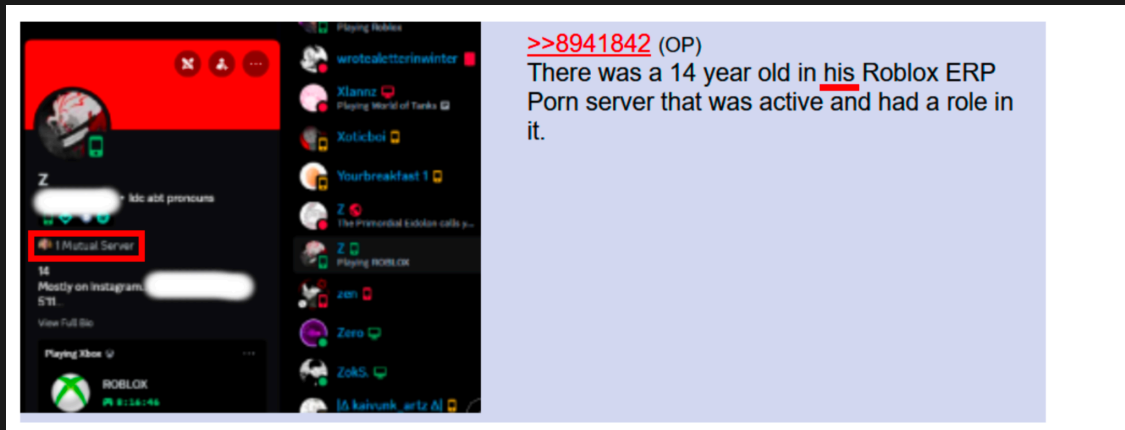 Playing Roblox
wrotealetterinwinter
Xlannz
Playing World of Tanks
Xoticboi
Yourbreakfast 1
Z
The Primordial Eidolon calls y...
Z
Playing ROBLOX
zen
Zero
ZokS.
|Δ kaivunk_artz Δ|
Z
Idc abt pronouns
1 Mutual Server
14
Mostly on instagram.
5'11
View Full Bio
Playing Xbox
ROBLOX
8:16:46
>>8941842 (OP)
There was a 14 year old in his Roblox ERP
Porn server that was active and had a role in
it.